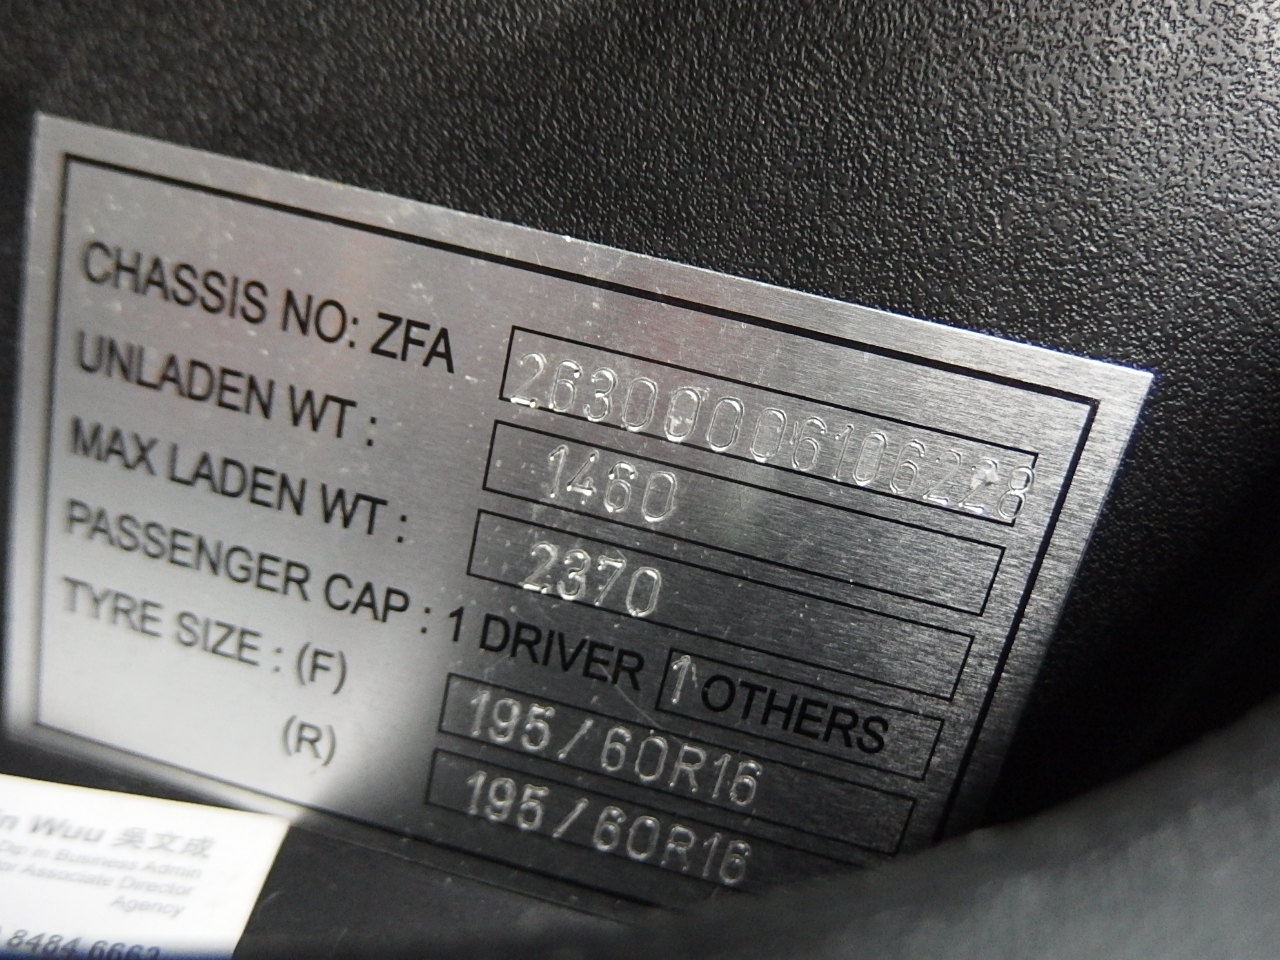 CHASSIS NO: ZFA 26300006106228
UNLADEN WT : 1460
MAX LADEN WT : 2370
PASSENGER CAP : 1 DRIVER 1 OTHERS
TYRE SIZE : (F) 195/60R16
(R) 195/60R16
Wuu 吳文成
Dip in Business Admin
Associate Director
Agency
8484